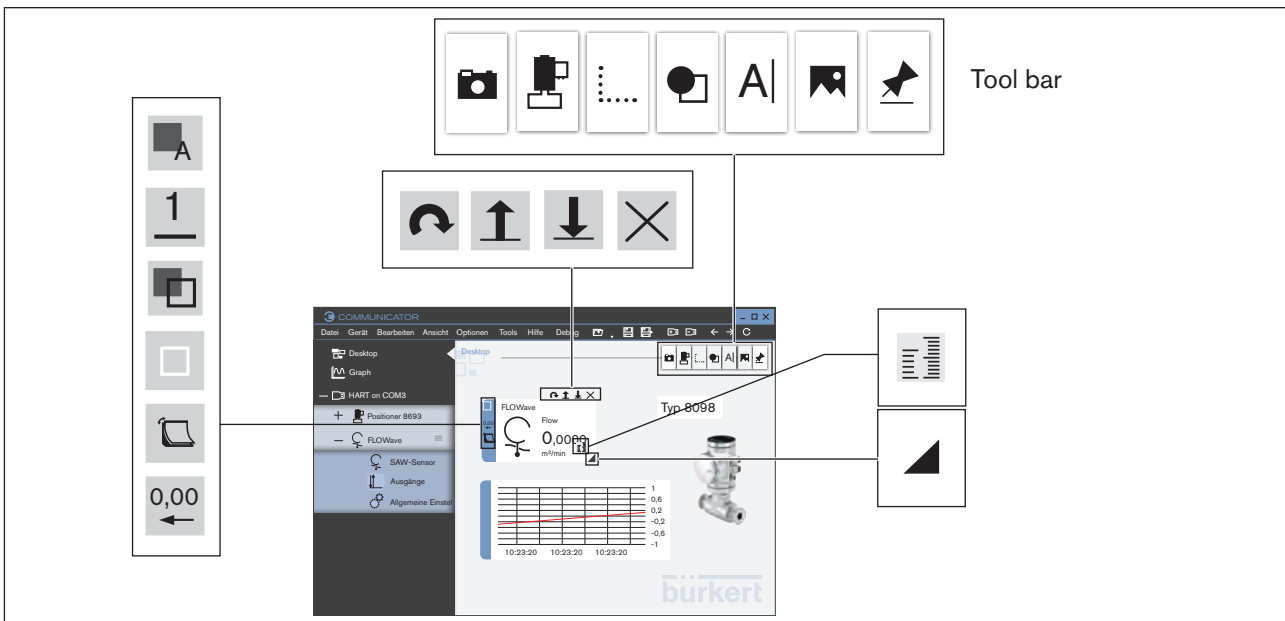 A|
Tool bar
A
1
0,00
COMMUNICATOR
Datei Gerät Bearbeiten Ansicht Optionen Tools Hilfe Debug
Desktop
Graph
HART on COM3
Positioner 8693
FLOWave
SAW-Sensor
Ausgänge
Allgemeine Einstel
Desktop
A|
FLOWave
Flow
0,0000
m³/min
0,00
Typ 8098
1
0,6
0,2
-0,2
-0,6
-1
10:23:20 10:23:20 10:23:20
bürkert